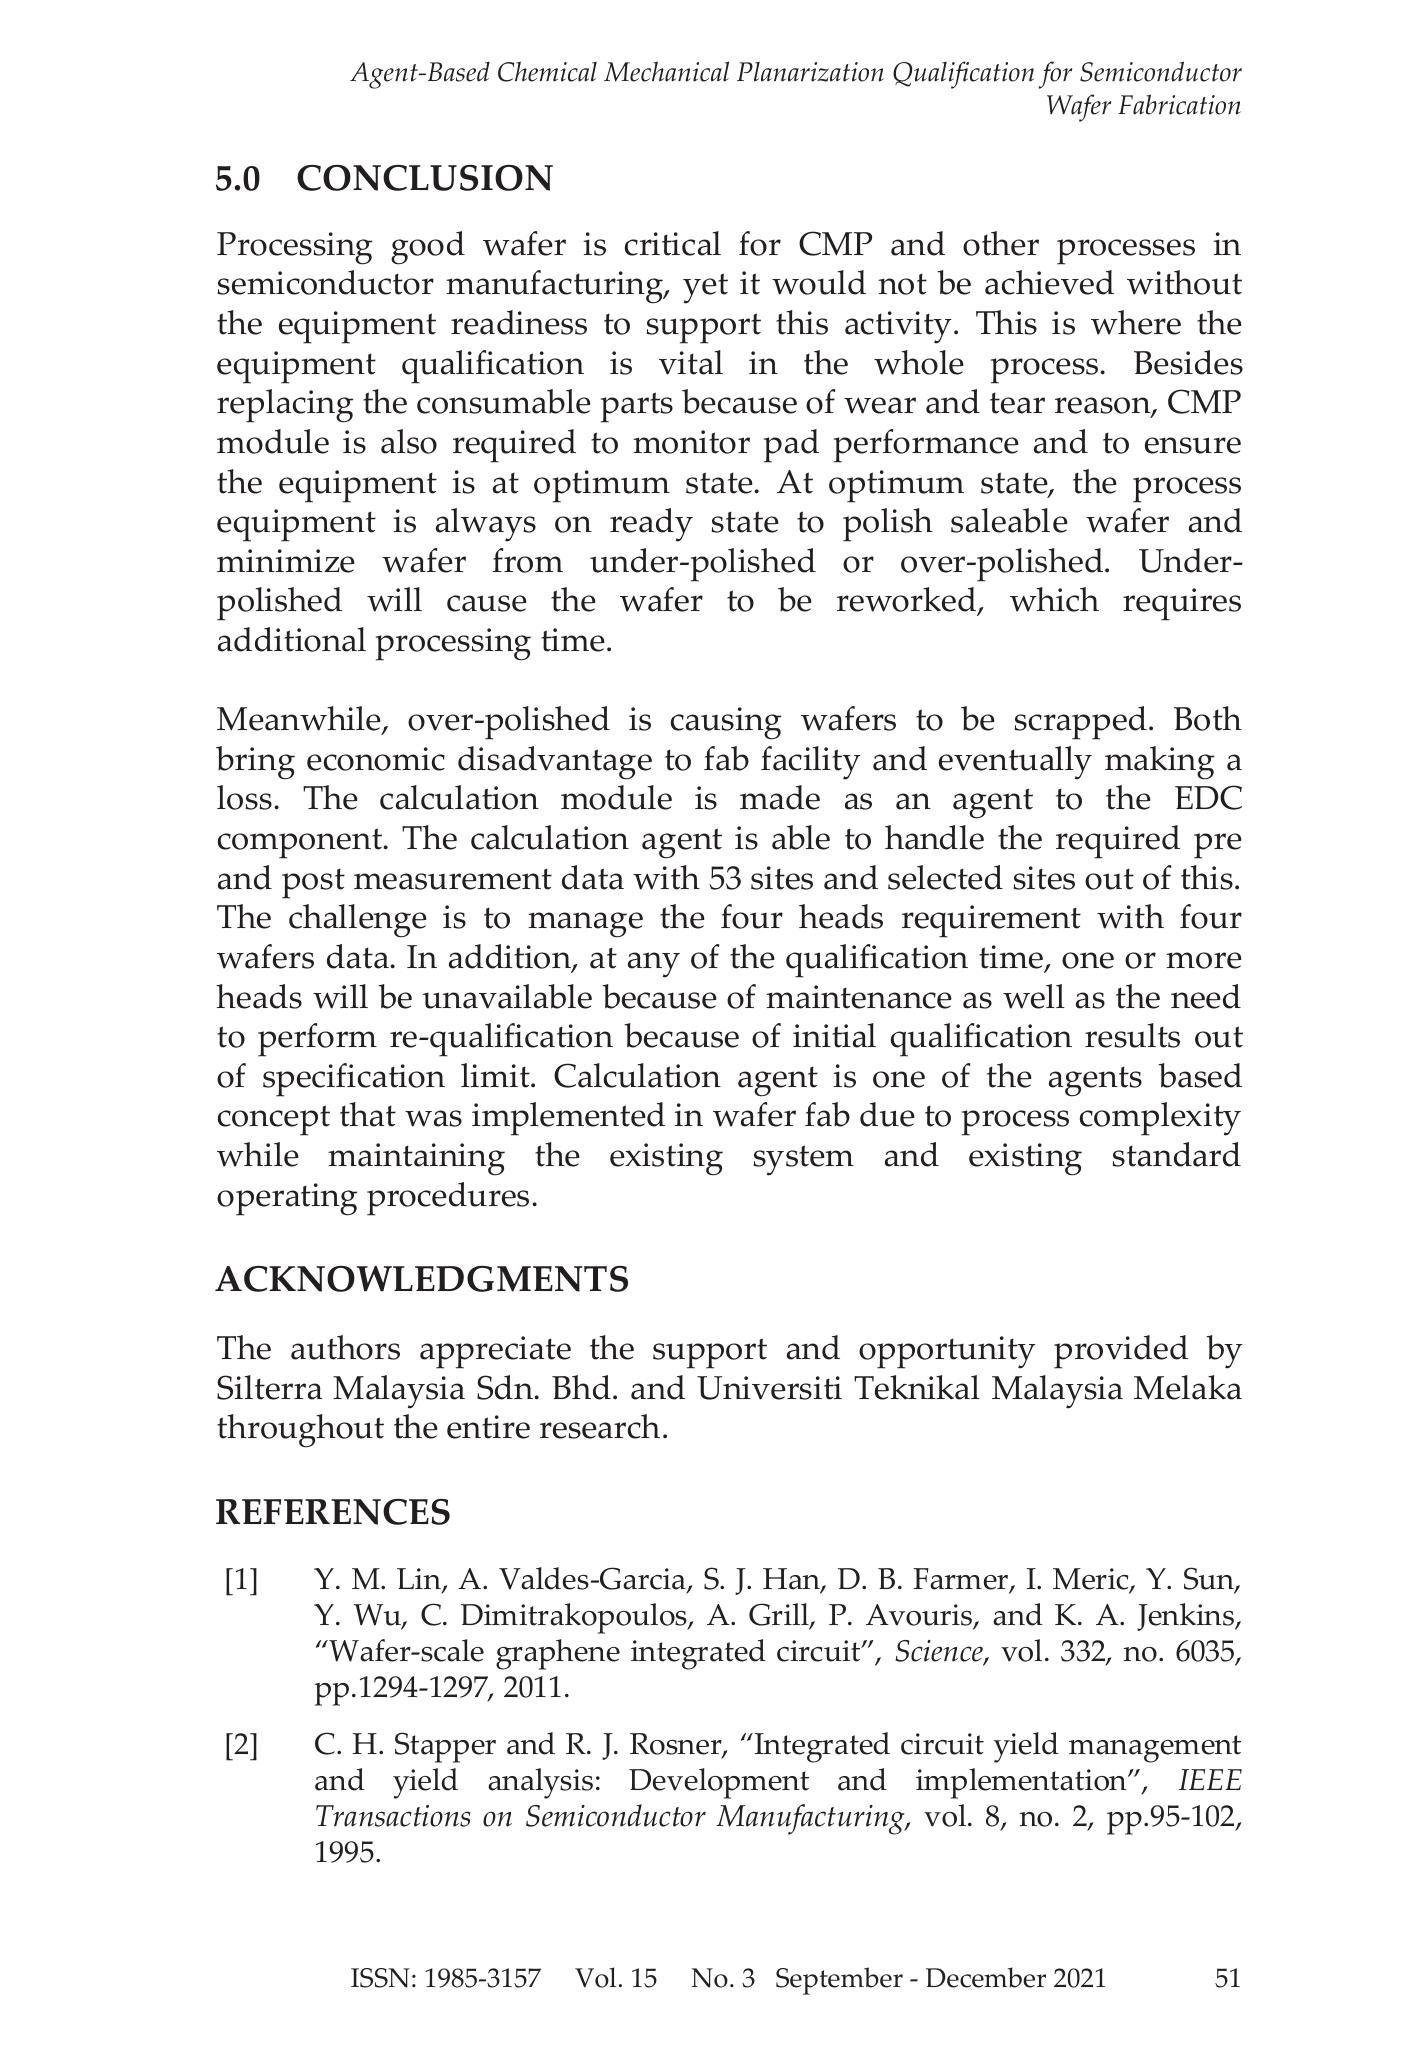 Agent-Based Chemical Mechanical Planarization Qualification for Semiconductor
Wafer Fabrication
5.0 CONCLUSION
Processing good wafer is critical for CMP and other processes in
semiconductor manufacturing, yet it would not be achieved without
the equipment readiness to support this activity. This is where the
equipment qualification is vital in the whole process. Besides
replacing the consumable parts because of wear and tear reason, CMP
module is also required to monitor pad performance and to ensure
the equipment is at optimum state. At optimum state, the process
equipment is always on ready state to polish saleable wafer and
minimize wafer from under-polished or over-polished. Under-
polished will cause the wafer to be reworked, which requires
additional processing time.
Meanwhile, over-polished is causing wafers to be scrapped. Both
bring economic disadvantage to fab facility and eventually making a
loss. The calculation module is made as an agent to the EDC
component. The calculation agent is able to handle the required pre
and post measurement data with 53 sites and selected sites out of this.
The challenge is to manage the four heads requirement with four
wafers data. In addition, at any of the qualification time, one or more
heads will be unavailable because of maintenance as well as the need
to perform re-qualification because of initial qualification results out
of specification limit. Calculation agent is one of the agents based
concept that was implemented in wafer fab due to process complexity
while maintaining the existing system and existing standard
operating procedures.
ACKNOWLEDGMENTS
The authors appreciate the support and opportunity provided by
Silterra Malaysia Sdn. Bhd. and Universiti Teknikal Malaysia Melaka
throughout the entire research.
REFERENCES
[1] Y. M. Lin, A. Valdes-Garcia, S. J. Han, D. B. Farmer, I. Meric, Y. Sun,
Y. Wu, C. Dimitrakopoulos, A. Grill, P. Avouris, and K. A. Jenkins,
“Wafer-scale graphene integrated circuit”, Science, vol. 332, no. 6035,
pp.1294-1297, 2011.
[2] C. H. Stapper and R. J. Rosner, “Integrated circuit yield management
and yield analysis: Development and implementation”, IEEE
Transactions on Semiconductor Manufacturing, vol. 8, no. 2, pp.95-102,
1995.
ISSN: 1985-3157 Vol. 15 No. 3 September - December 2021 51